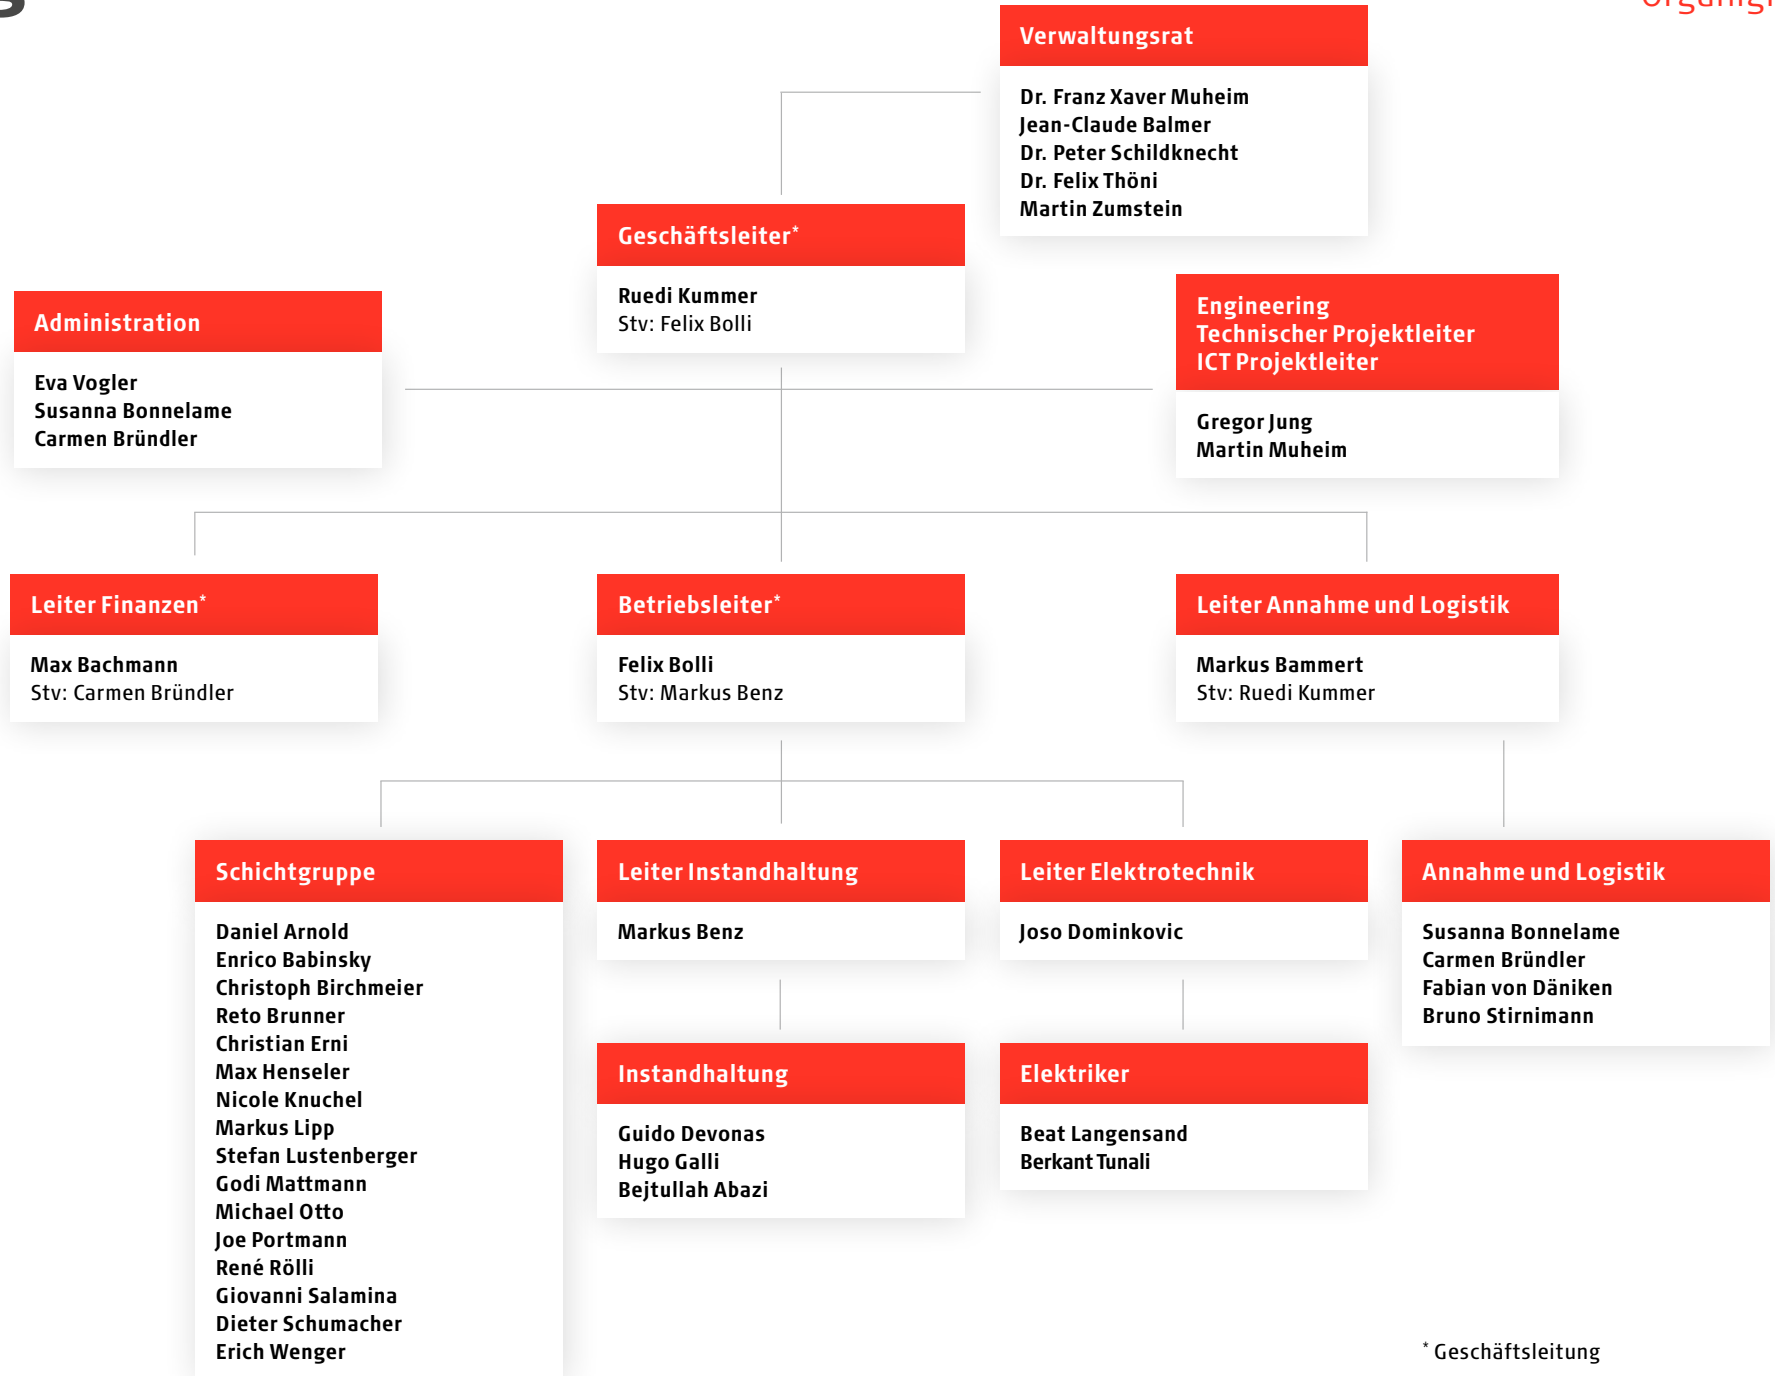 Verwaltungsrat
Dr. Franz Xaver Muheim
Jean-Claude Balmer
Dr. Peter Schildknecht
Dr. Felix Thöni
Martin Zumstein
Geschäftsleiter*
Ruedi Kummer
Stv: Felix Bolli
Administration
Eva Vogler
Susanna Bonnelame
Carmen Bründler
Engineering
Technischer Projektleiter
ICT Projektleiter
Gregor Jung
Martin Muheim
Leiter Finanzen*
Max Bachmann
Stv: Carmen Bründler
Betriebsleiter*
Felix Bolli
Stv: Markus Benz
Leiter Annahme und Logistik
Markus Bammert
Stv: Ruedi Kummer
Schichtgruppe
Daniel Arnold
Enrico Babinsky
Christoph Birchmeier
Reto Brunner
Christian Erni
Max Henseler
Nicole Knuchel
Markus Lipp
Stefan Lustenberger
Godi Mattmann
Michael Otto
Joe Portmann
René Rölli
Giovanni Salamina
Dieter Schumacher
Erich Wenger
Leiter Instandhaltung
Markus Benz
Instandhaltung
Guido Devonas
Hugo Galli
Bejtullah Abazi
Leiter Elektrotechnik
Joso Dominkovic
Elektriker
Beat Langensand
Berkant Tunali
Annahme und Logistik
Susanna Bonnelame
Carmen Bründler
Fabian von Däniken
Bruno Stirnimann
* Geschäftsleitung